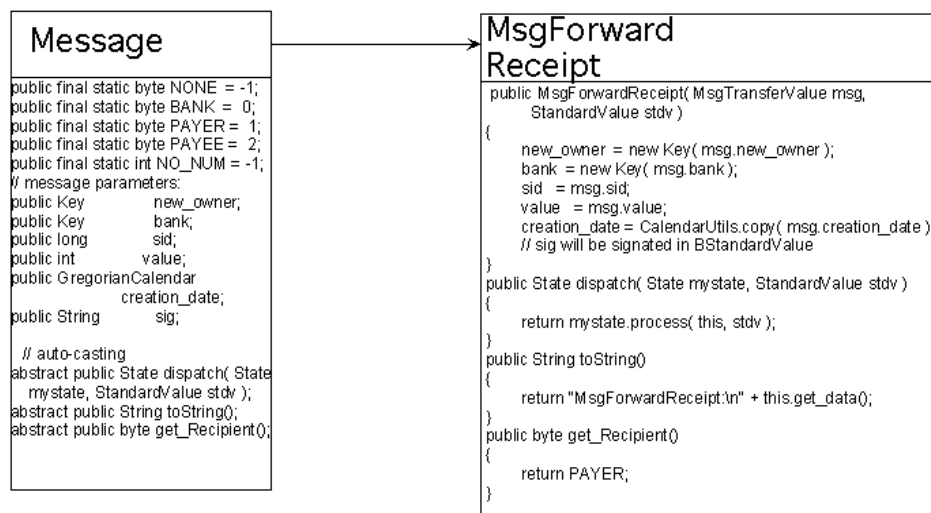 Message
public final static byte NONE = -1;
public final static byte BANK = 0;
public final static byte PAYER = 1;
public final static byte PAYEE = 2;
public final static int NO_NUM = -1;
// message parameters:
public Key new_owner;
public Key bank;
public long sid;
public int value;
public GregorianCalendar
creation_date;
public String sig;
// auto-casting
abstract public State dispatch( State
mystate, StandardValue stdv );
abstract public String toString();
abstract public byte get_Recipient();
MsgForward
Receipt
public MsgForwardReceipt( MsgTransferValue msg,
StandardValue stdv )
{
new_owner = new Key( msg.new_owner );
bank = new Key( msg.bank );
sid = msg.sid;
value = msg.value;
creation_date = CalendarUtils.copy( msg.creation_date )
// sig will be signated in BStandardValue
}
public State dispatch( State mystate, StandardValue stdv )
{
return mystate.process( this, stdv );
}
public String toString()
{
return "MsgForwardReceipt:\n" + this.get_data();
}
public byte get_Recipient()
{
return PAYER;
}